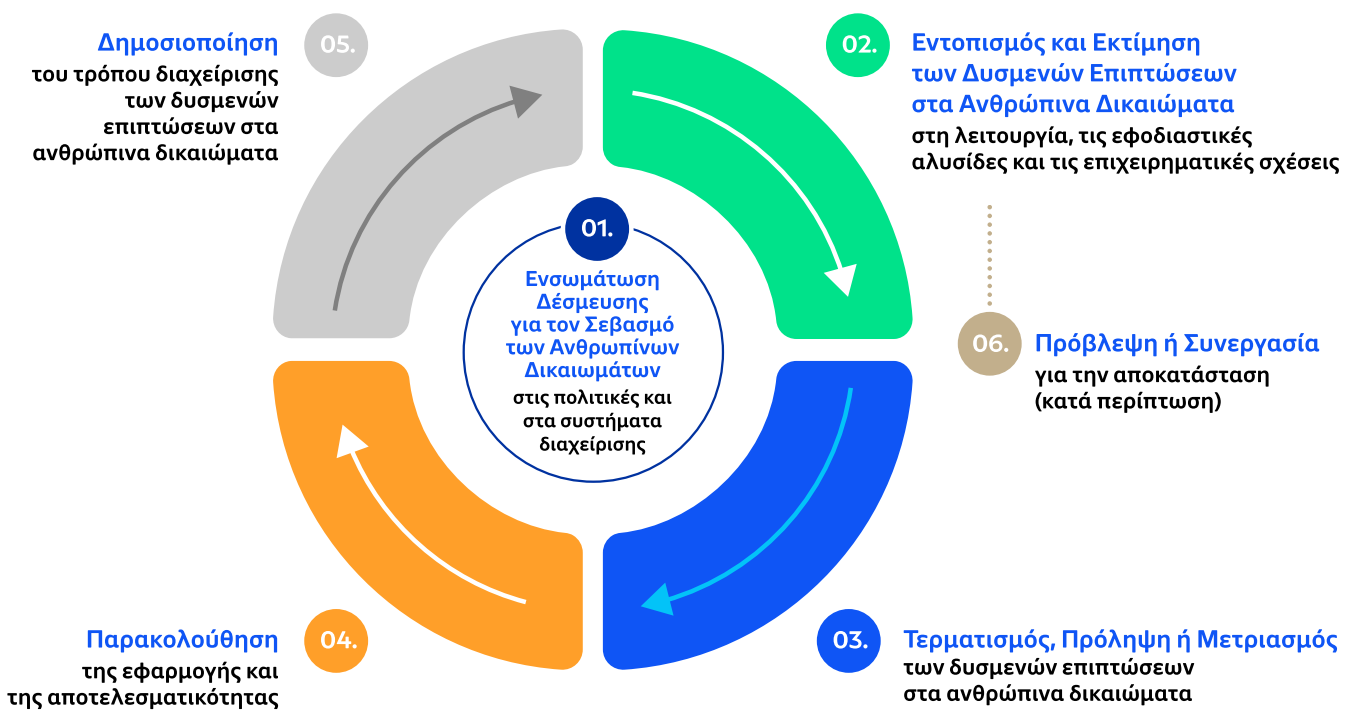 01.
Ενσωμάτωση
Δέσμευσης
για τον Σεβασμό
των Ανθρωπίνων
Δικαιωμάτων
στις πολιτικές και
στα συστήματα
διαχείρισης
02.
Εντοπισμός και Εκτίμηση
των Δυσμενών Επιπτώσεων
στα Ανθρώπινα Δικαιώματα
στη λειτουργία, τις εφοδιαστικές
αλυσίδες και τις επιχειρηματικές σχέσεις
03.
Τερματισμός, Πρόληψη ή Μετριασμός
των δυσμενών επιπτώσεων
στα ανθρώπινα δικαιώματα
04.
Παρακολούθηση
της εφαρμογής και
της αποτελεσματικότητας
05.
Δημοσιοποίηση
του τρόπου διαχείρισης
των δυσμενών
επιπτώσεων στα
ανθρώπινα δικαιώματα
06.
Πρόβλεψη ή Συνεργασία
για την αποκατάσταση
(κατά περίπτωση)